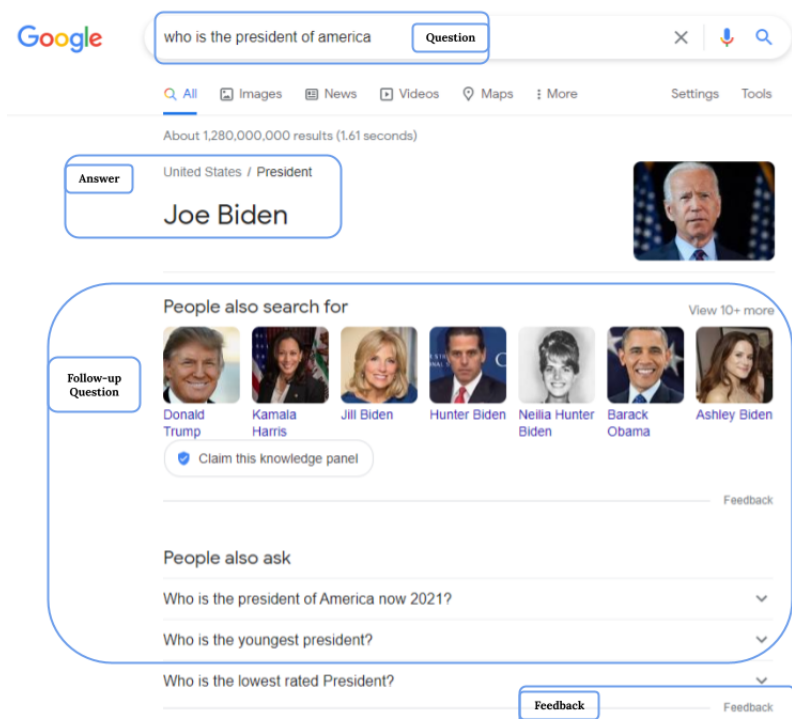 Google
who is the president of america
Question
All Images News Videos Maps More Settings Tools
About 1,280,000,000 results (1.61 seconds)
Answer
United States / President
Joe Biden
People also search for
View 10+ more
Follow-up
Question
Donald
Trump
Kamala
Harris
Jill Biden
Hunter Biden
Neilia Hunter
Biden
Barack
Obama
Ashley Biden
Claim this knowledge panel
Feedback
People also ask
Who is the president of America now 2021?
Who is the youngest president?
Who is the lowest rated President?
Feedback
Feedback